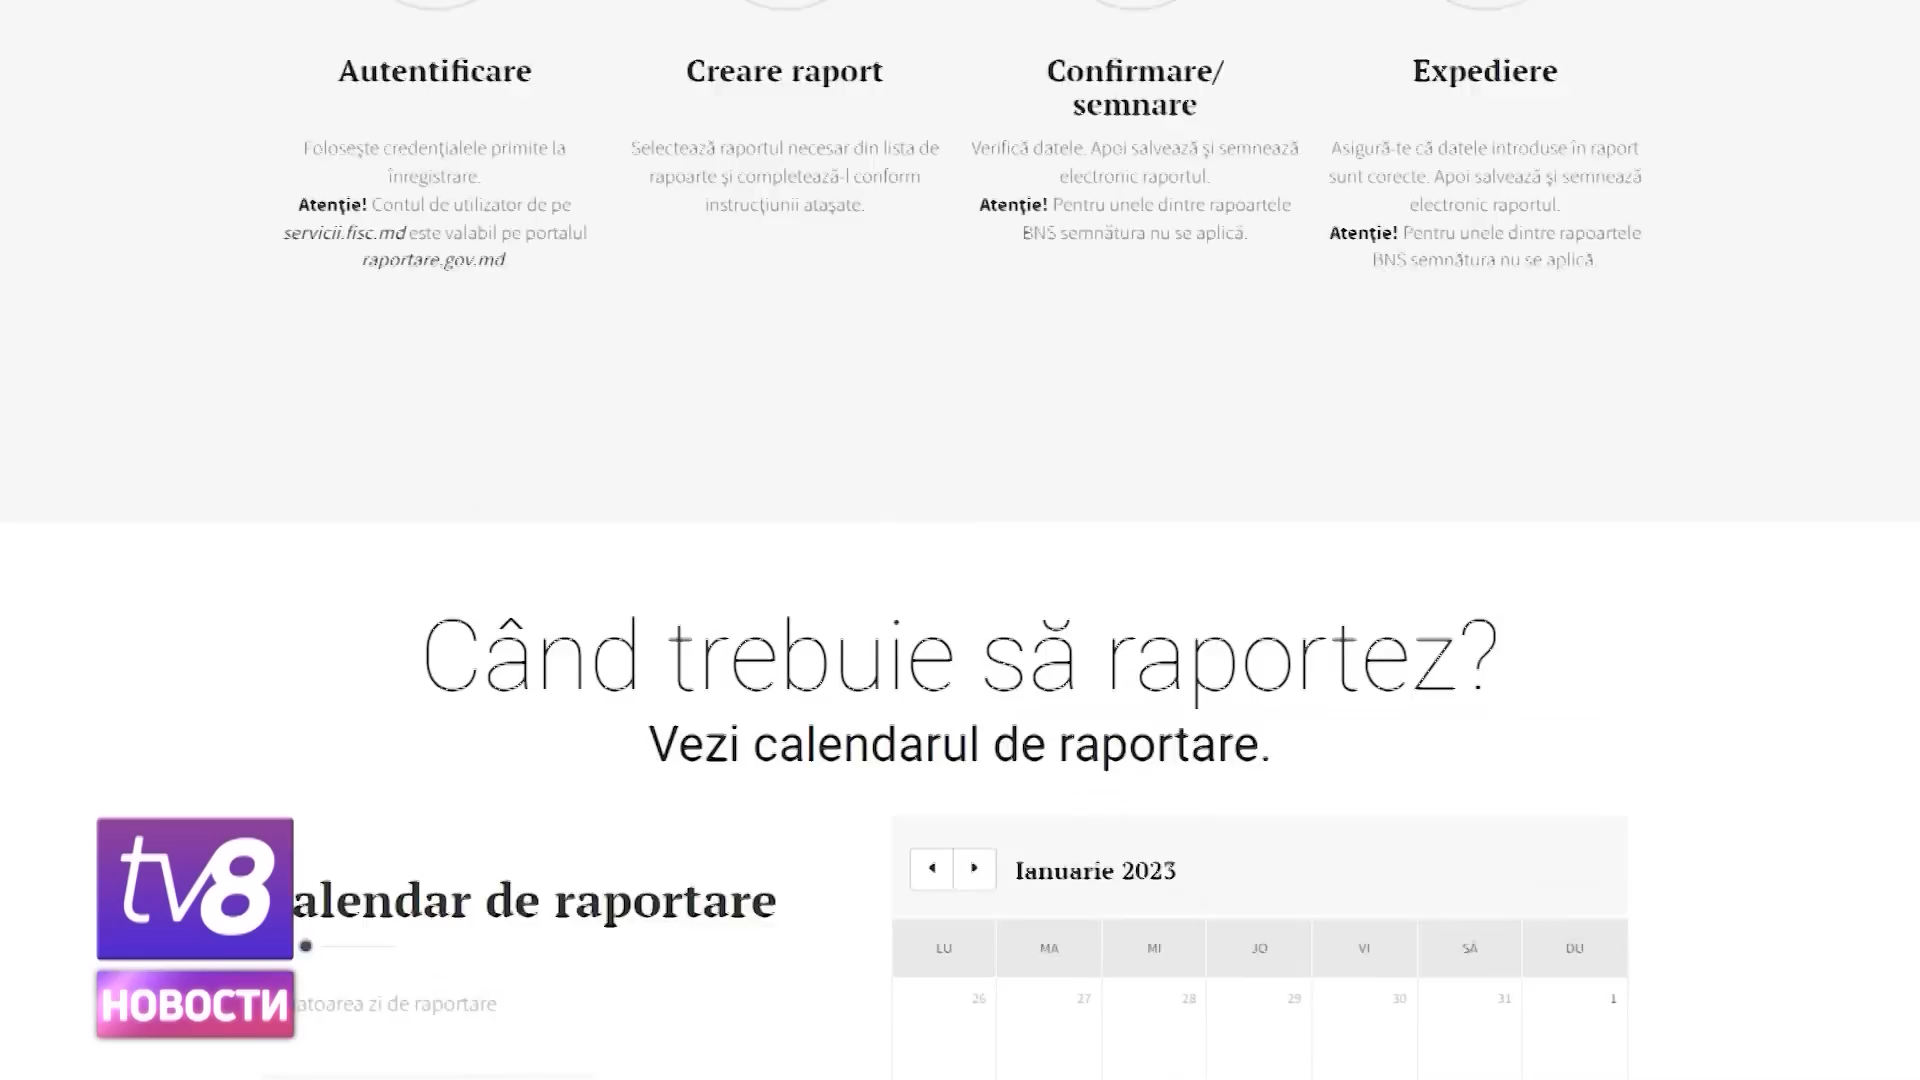 Autentificare
Folosește credențialele primite la
înregistrare.
Atenție! Contul de utilizator de pe
servicii.fisc.md este valabil pe portalul
raportare.gov.md
Creare raport
Selectează raportul necesar din lista de
rapoarte și completează-l conform
instrucțiunii atașate.
Confirmare/
semnare
Verifică datele. Apoi salvează și semnează
electronic raportul.
Atenție! Pentru unele dintre rapoartele
BNS semnătura nu se aplică.
Expediere
Asigură-te că datele introduse în raport
sunt corecte. Apoi salvează și semnează
electronic raportul.
Atenție! Pentru unele dintre rapoartele
BNS semnătura nu se aplică.
Când trebuie să raportez?
Vezi calendarul de raportare.
tv8
НОВОСТИ
alendar de raportare
atoarea zi de raportare
Ianuarie 2023
LU MA MI JO VI SÂ DU
26 27 28 29 30 31 1